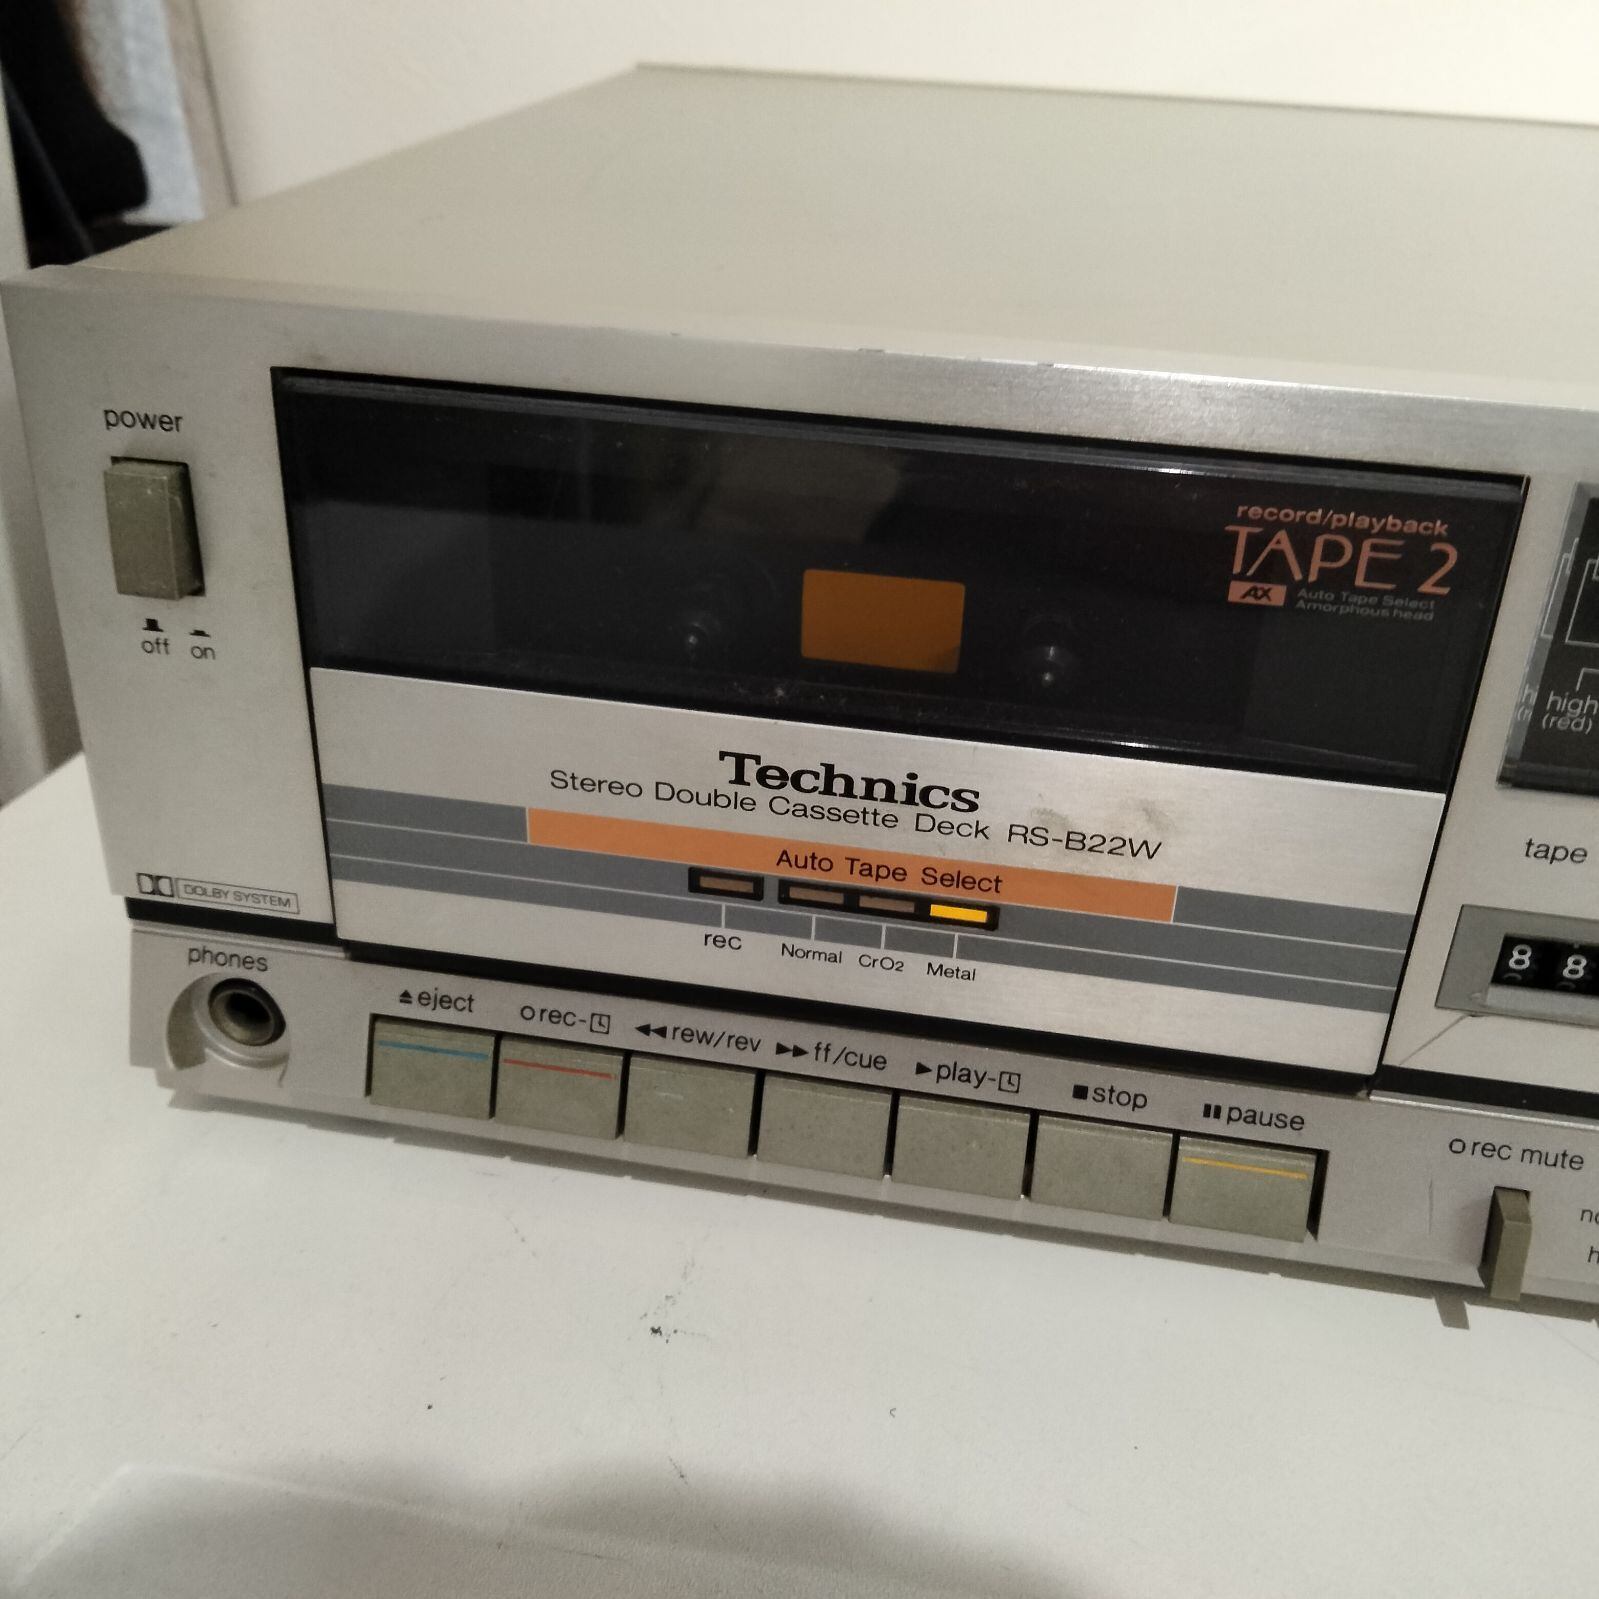 power
off on
DOLBY SYSTEM
phones
record/playback
TAPE 2
AX Auto Tape Select
Amorphous head
high
(red)
Technics
Stereo Double Cassette Deck RS-B22W
Auto Tape Select
rec Normal CrO2 Metal
tape
8 8
eject rec- rew/rev ff/cue play- stop pause
rec mute